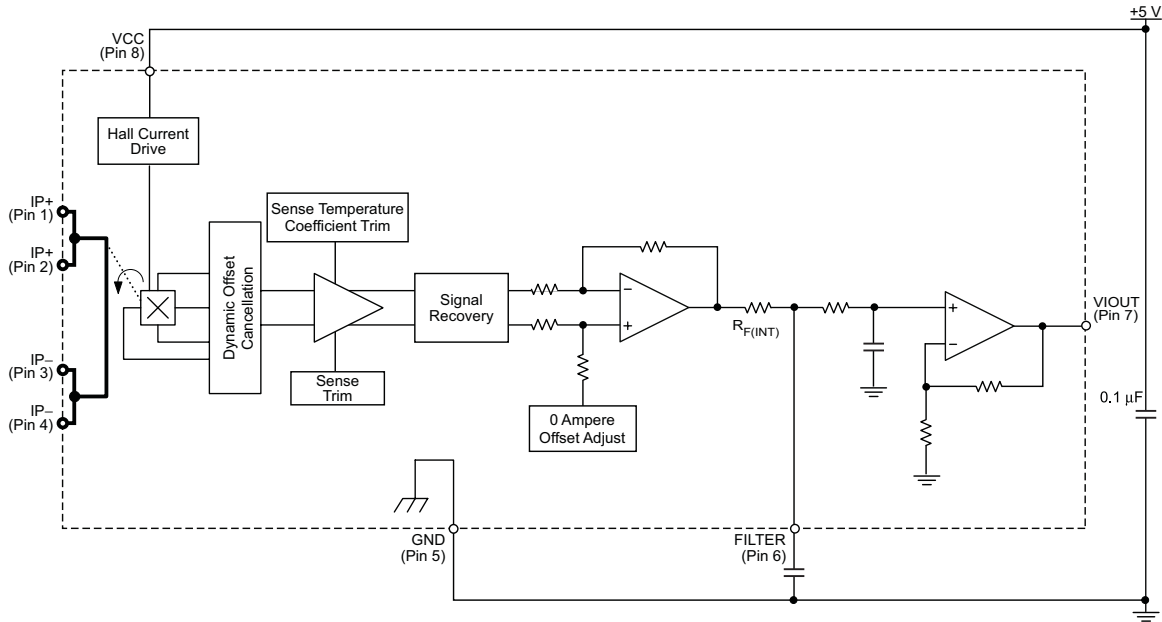 +5 V
VCC
(Pin 8)
Hall Current
Drive
IP+
(Pin 1)
IP+
(Pin 2)
IP−
(Pin 3)
IP−
(Pin 4)
Dynamic Offset
Cancellation
Sense Temperature
Coefficient Trim
Sense
Trim
Signal
Recovery
0 Ampere
Offset Adjust
−
+
RF(INT)
+
−
VIOUT
(Pin 7)
0.1 μF
GND
(Pin 5)
FILTER
(Pin 6)